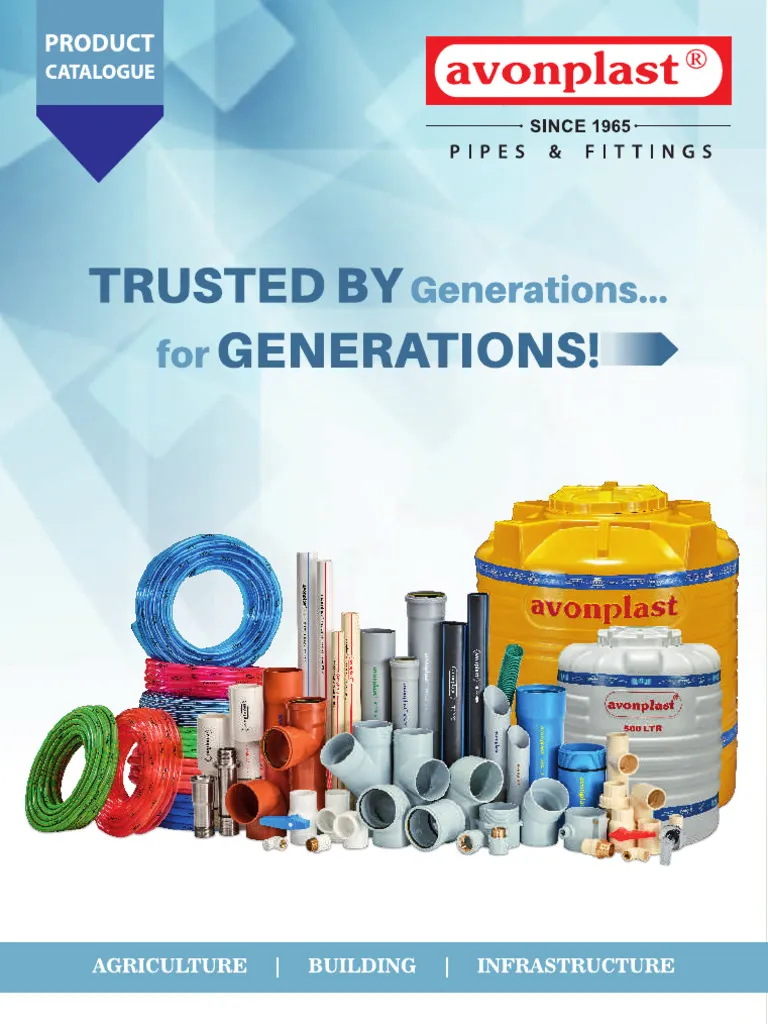 PRODUCT
CATALOGUE
avonplast®
SINCE 1965
PIPES & FITTINGS
TRUSTED BY Generations...
for GENERATIONS!
avonplast
avonplast®
500 LTR
AGRICULTURE | BUILDING | INFRASTRUCTURE